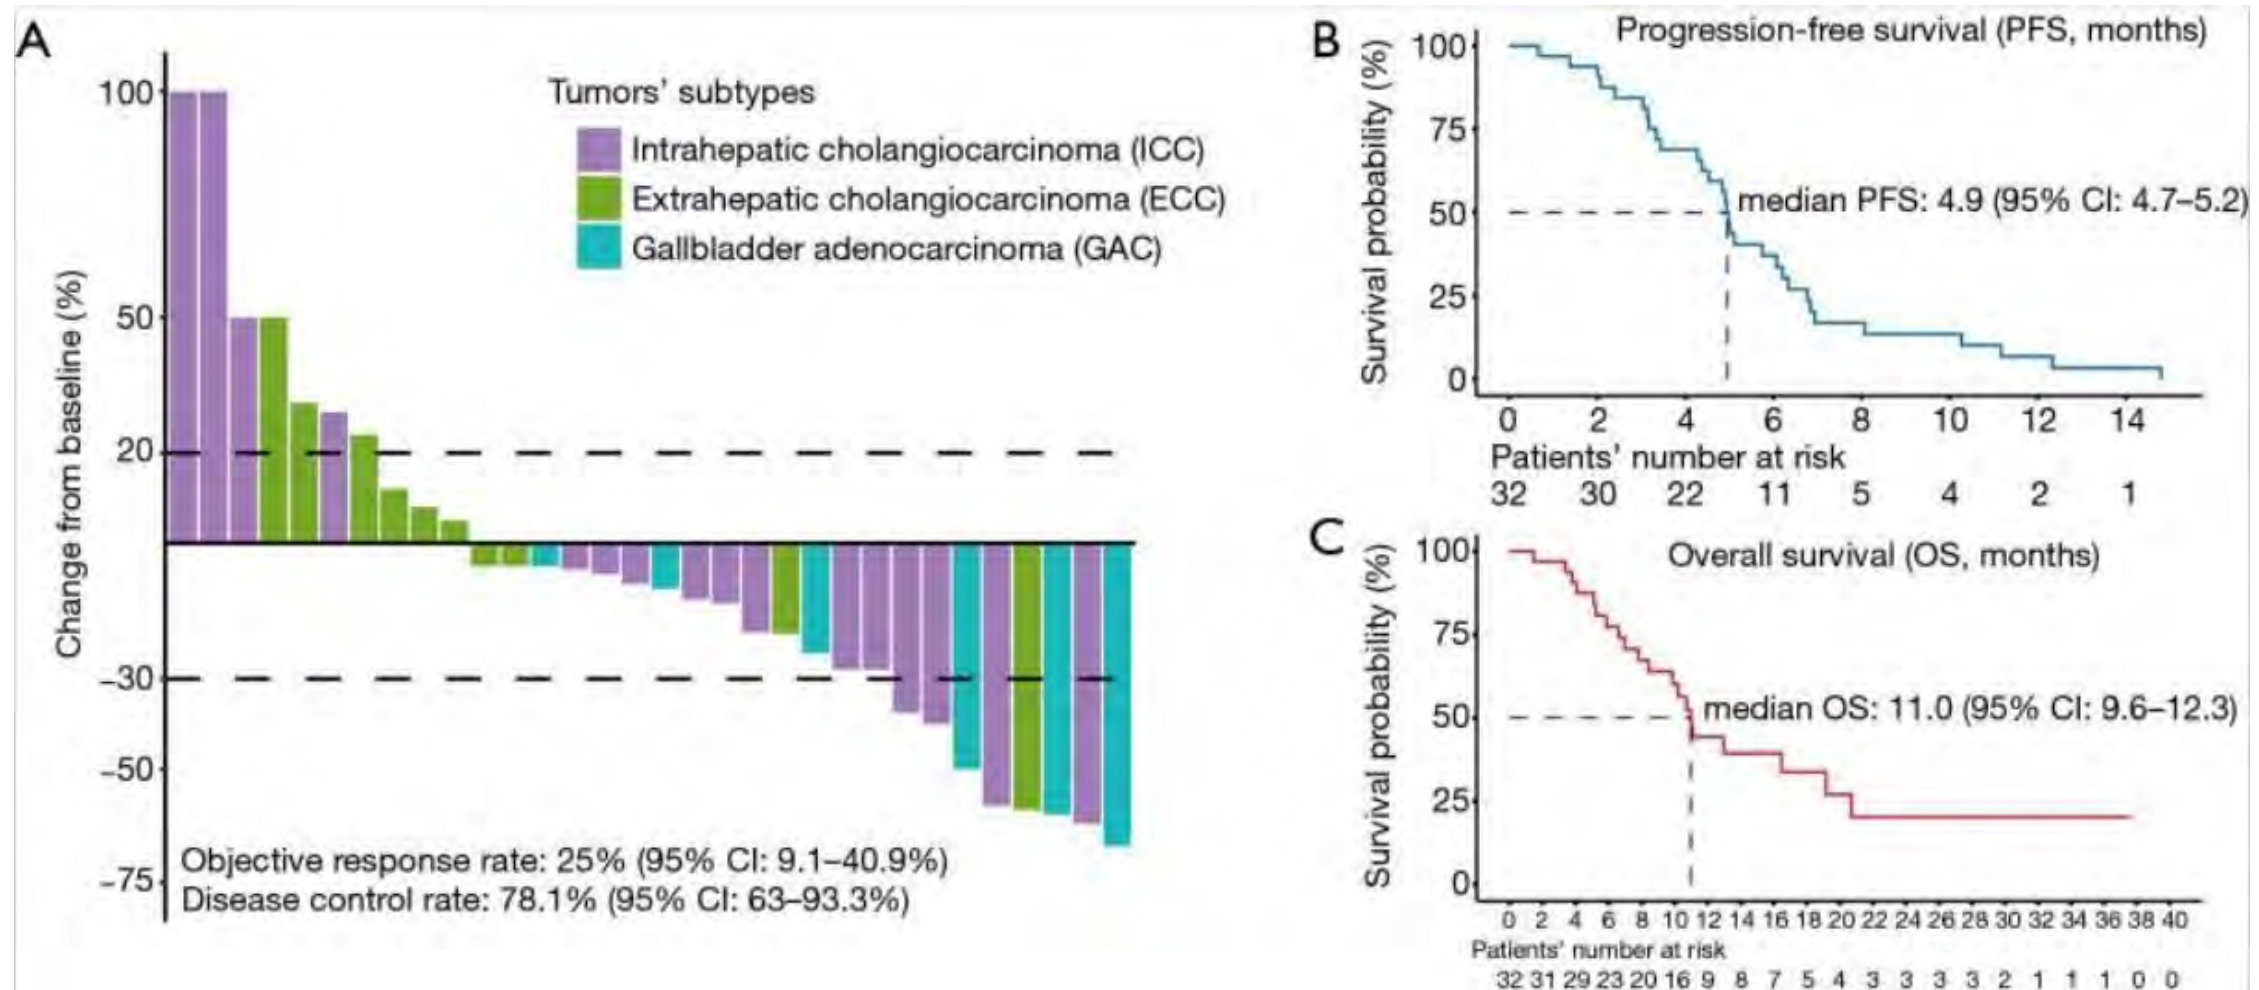 A
Change from baseline (%)
100
50
20
–30
–50
–75
Tumors’ subtypes
Intrahepatic cholangiocarcinoma (ICC)
Extrahepatic cholangiocarcinoma (ECC)
Gallbladder adenocarcinoma (GAC)
Objective response rate: 25% (95% CI: 9.1–40.9%)
Disease control rate: 78.1% (95% CI: 63–93.3%)
B
Progression-free survival (PFS, months)
Survival probability (%)
100
75
50
25
0
median PFS: 4.9 (95% CI: 4.7–5.2)
0 2 4 6 8 10 12 14
Patients’ number at risk
32 30 22 11 5 4 2 1
C
Overall survival (OS, months)
Survival probability (%)
100
75
50
25
0
median OS: 11.0 (95% CI: 9.6–12.3)
0 2 4 6 8 10 12 14 16 18 20 22 24 26 28 30 32 34 36 38 40
Patients’ number at risk
32 31 29 23 20 16 9 8 7 5 4 3 3 3 3 2 1 1 1 0 0